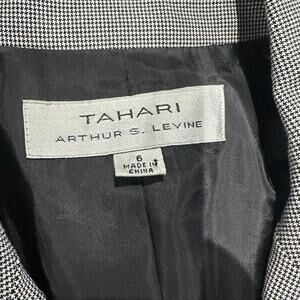 TAHARI
ARTHUR S. LEVINE
6
MADE IN
CHINA